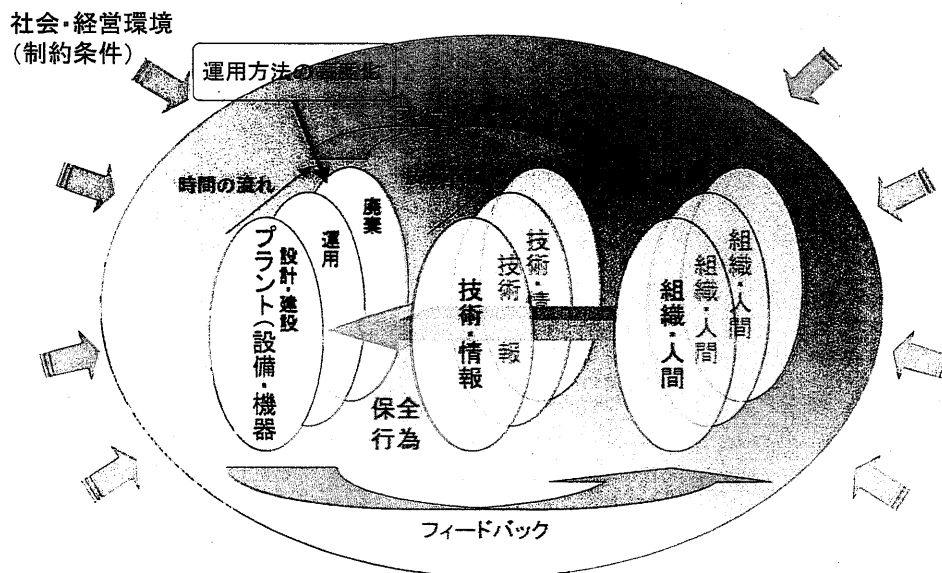 社会・経営環境
(制約条件)
運用方法の
時間の流れ
廃棄
運用
設計・建設
プラント(設備・機器
技術・情
技術 報
技術・情報
組織・人間
組織・人間
組織・人間
保全
行為
フィードバック